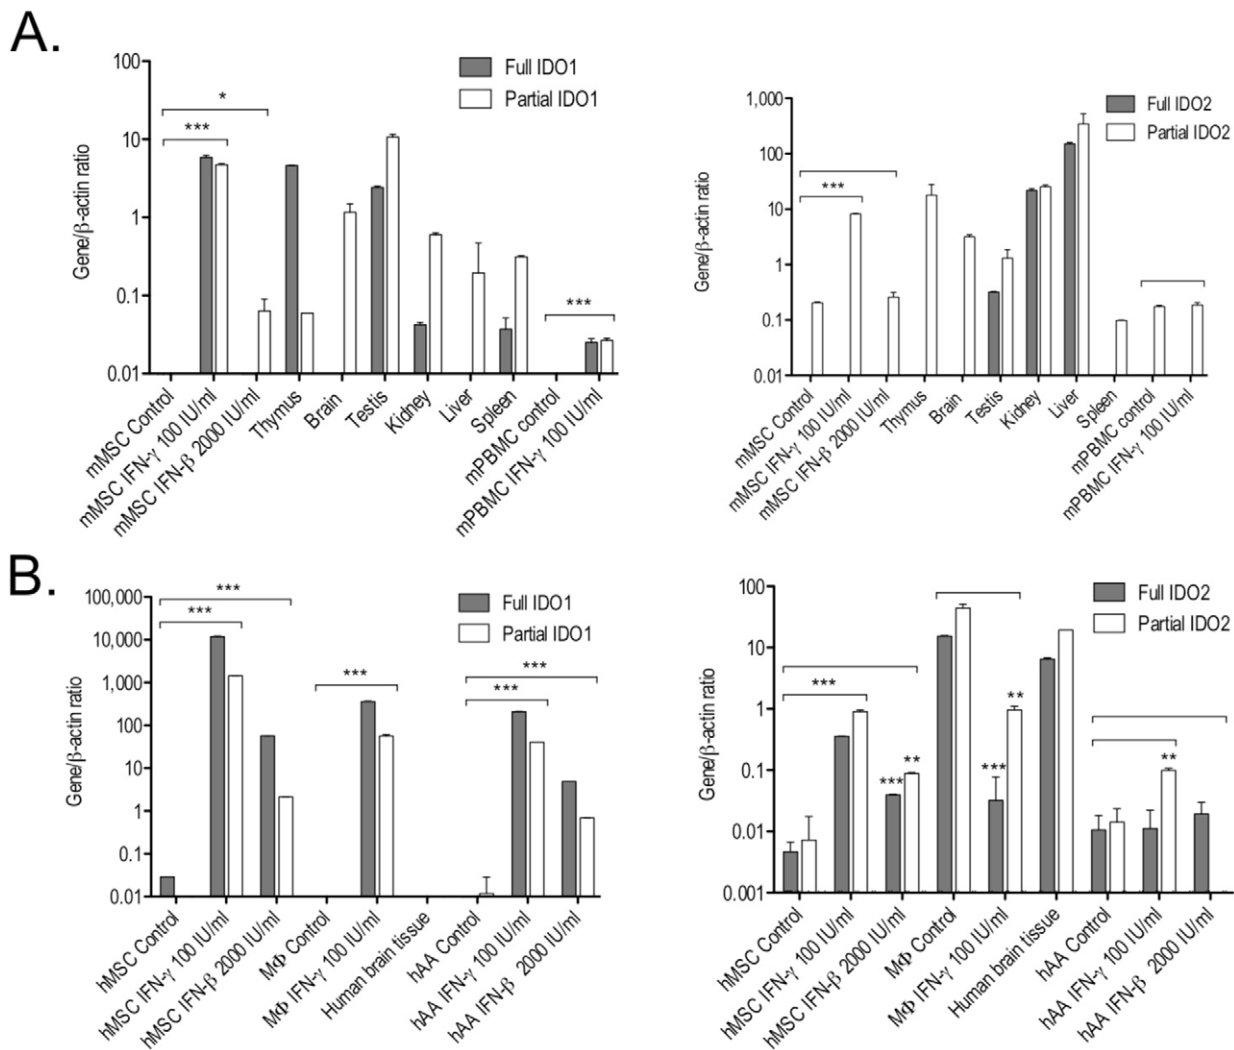 A.
Full IDO1
Partial IDO1
Gene/β-actin ratio
100
10
1
0.1
0.01
*
***
***
mMSC Control
mMSC IFN-γ 100 IU/ml
mMSC IFN-β 2000 IU/ml
Thymus
Brain
Testis
Kidney
Liver
Spleen
mPBMC control
mPBMC IFN-γ 100 IU/ml
Full IDO2
Partial IDO2
Gene/β-actin ratio
1,000
100
10
1
0.1
0.01
***
mMSC Control
mMSC IFN-γ 100 IU/ml
mMSC IFN-β 2000 IU/ml
Thymus
Brain
Testis
Kidney
Liver
Spleen
mPBMC control
mPBMC IFN-γ 100 IU/ml
B.
Full IDO1
Partial IDO1
Gene/β-actin ratio
100,000
10,000
1,000
100
10
1
0.1
0.01
***
***
***
***
***
hMSC Control
hMSC IFN-γ 100 IU/ml
hMSC IFN-β 2000 IU/ml
MΦ Control
MΦ IFN-γ 100 IU/ml
Human brain tissue
hAA Control
hAA IFN-γ 100 IU/ml
hAA IFN-β 2000 IU/ml
Full IDO2
Partial IDO2
Gene/β-actin ratio
100
10
1
0.1
0.01
0.001
***
***
**
***
**
**
hMSC Control
hMSC IFN-γ 100 IU/ml
hMSC IFN-β 2000 IU/ml
MΦ Control
MΦ IFN-γ 100 IU/ml
Human brain tissue
hAA Control
hAA IFN-γ 100 IU/ml
hAA IFN-β 2000 IU/ml